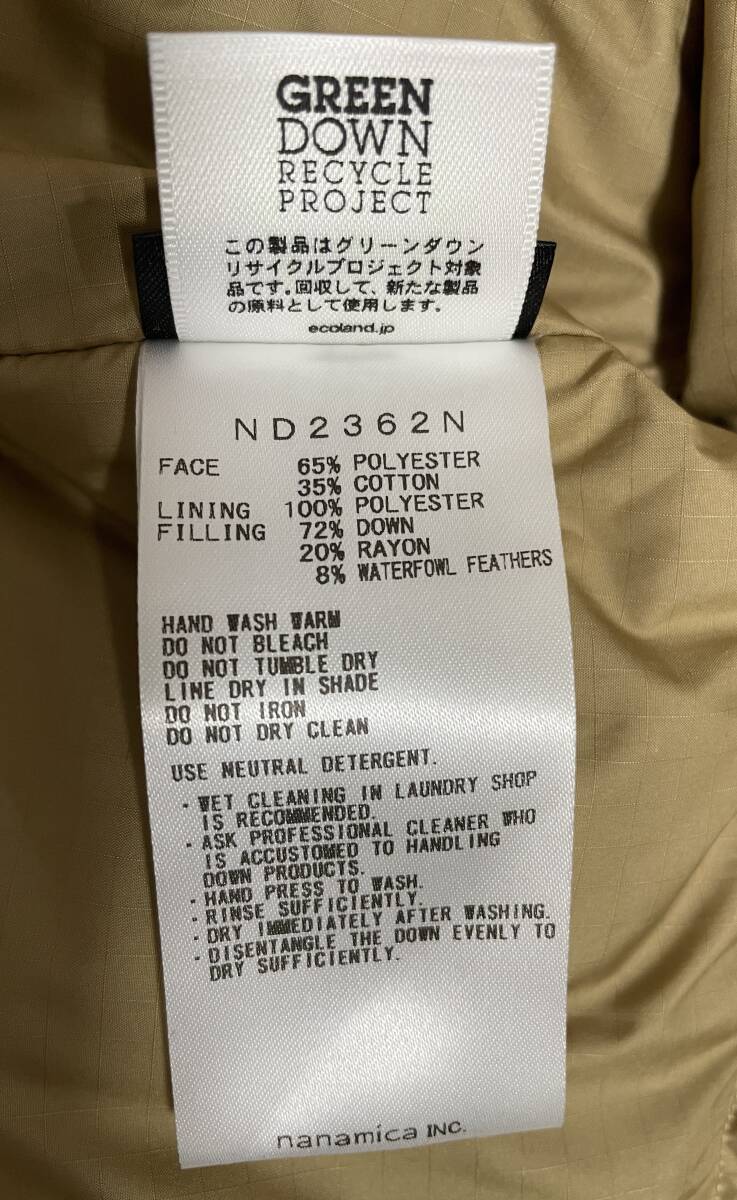 GREEN
DOWN
RECYCLE
PROJECT
この製品はグリーンダウン
リサイクルプロジェクト対象
品です。回収して、新たな製品
の原料として使用します。
ecoland.jp
ND2362N
FACE 65% POLYESTER
35% COTTON
LINING 100% POLYESTER
FILLING 72% DOWN
20% RAYON
8% WATERFOWL FEATHERS
HAND WASH WARM
DO NOT BLEACH
DO NOT TUMBLE DRY
LINE DRY IN SHADE
DO NOT IRON
DO NOT DRY CLEAN
USE NEUTRAL DETERGENT.
・WET CLEANING IN LAUNDRY SHOP
IS RECOMMENDED.
・ASK PROFESSIONAL CLEANER WHO
IS ACCUSTOMED TO HANDLING
DOWN PRODUCTS.
・HAND PRESS TO WASH.
・RINSE SUFFICIENTLY.
・DRY IMMEDIATELY AFTER WASHING.
・DISENTANGLE THE DOWN EVENLY TO
DRY SUFFICIENTLY.
nanamica INC.